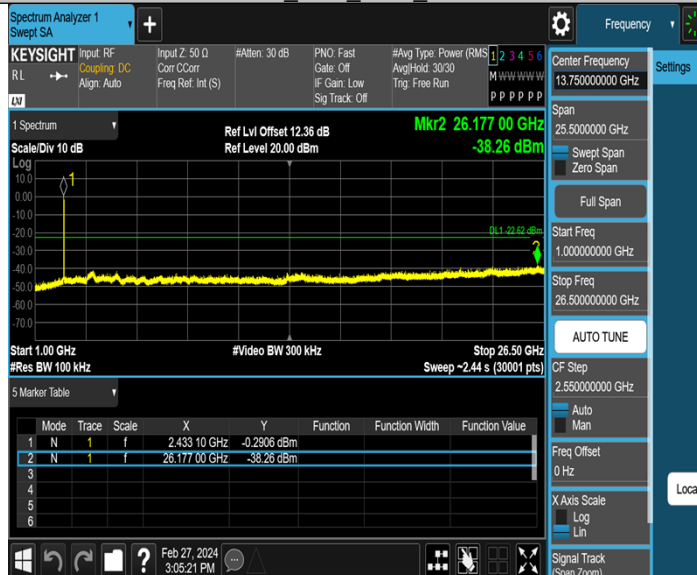 Spectrum Analyzer 1
Swept SA
+
Frequency
KEYSIGHT
RL
LXI
Input: RF
Coupling: DC
Align: Auto
Input Z: 50 Ω
Corr CCorr
Freq Ref: Int (S)
#Atten: 30 dB
PNO: Fast
Gate: Off
IF Gain: Low
Sig Track: Off
#Avg Type: Power (RMS
Avg|Hold: 30/30
Trig: Free Run
1 2 3 4 5 6
M W W W W W
P P P P P P
Center Frequency
13.750000000 GHz
Settings
Span
25.5000000 GHz
Swept Span
Zero Span
Full Span
Start Freq
1.000000000 GHz
Stop Freq
26.500000000 GHz
AUTO TUNE
CF Step
2.550000000 GHz
Auto
Man
Freq Offset
0 Hz
X Axis Scale
Log
Lin
Signal Track
(Span Zoom)
Loca
1 Spectrum
Scale/Div 10 dB
Ref Lvl Offset 12.36 dB
Ref Level 20.00 dBm
Mkr2 26.177 00 GHz
-38.26 dBm
Log
10.0
0.00
-10.0
-20.0
-30.0
-40.0
-50.0
-60.0
-70.0
1
DL1 -22.62 dBm
2
Start 1.00 GHz
#Res BW 100 kHz
#Video BW 300 kHz
Stop 26.50 GHz
Sweep ~2.44 s (30001 pts)
5 Marker Table
Mode Trace Scale X Y Function Function Width Function Value
1 N 1 f 2.433 10 GHz -0.2906 dBm
2 N 1 f 26.177 00 GHz -38.26 dBm
3
4
5
6
?
Feb 27, 2024
3:05:21 PM